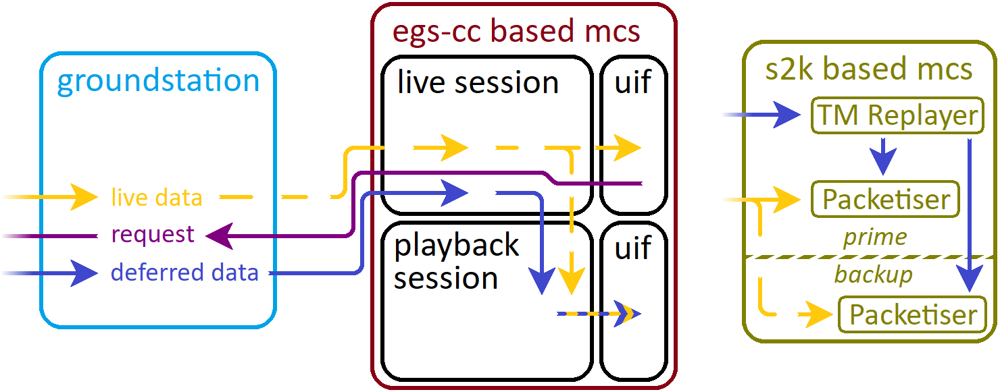 groundstation
live data
request
deferred data
egs-cc based mcs
live session
uif
playback
session
uif
s2k based mcs
TM Replayer
Packetiser
prime
backup
Packetiser